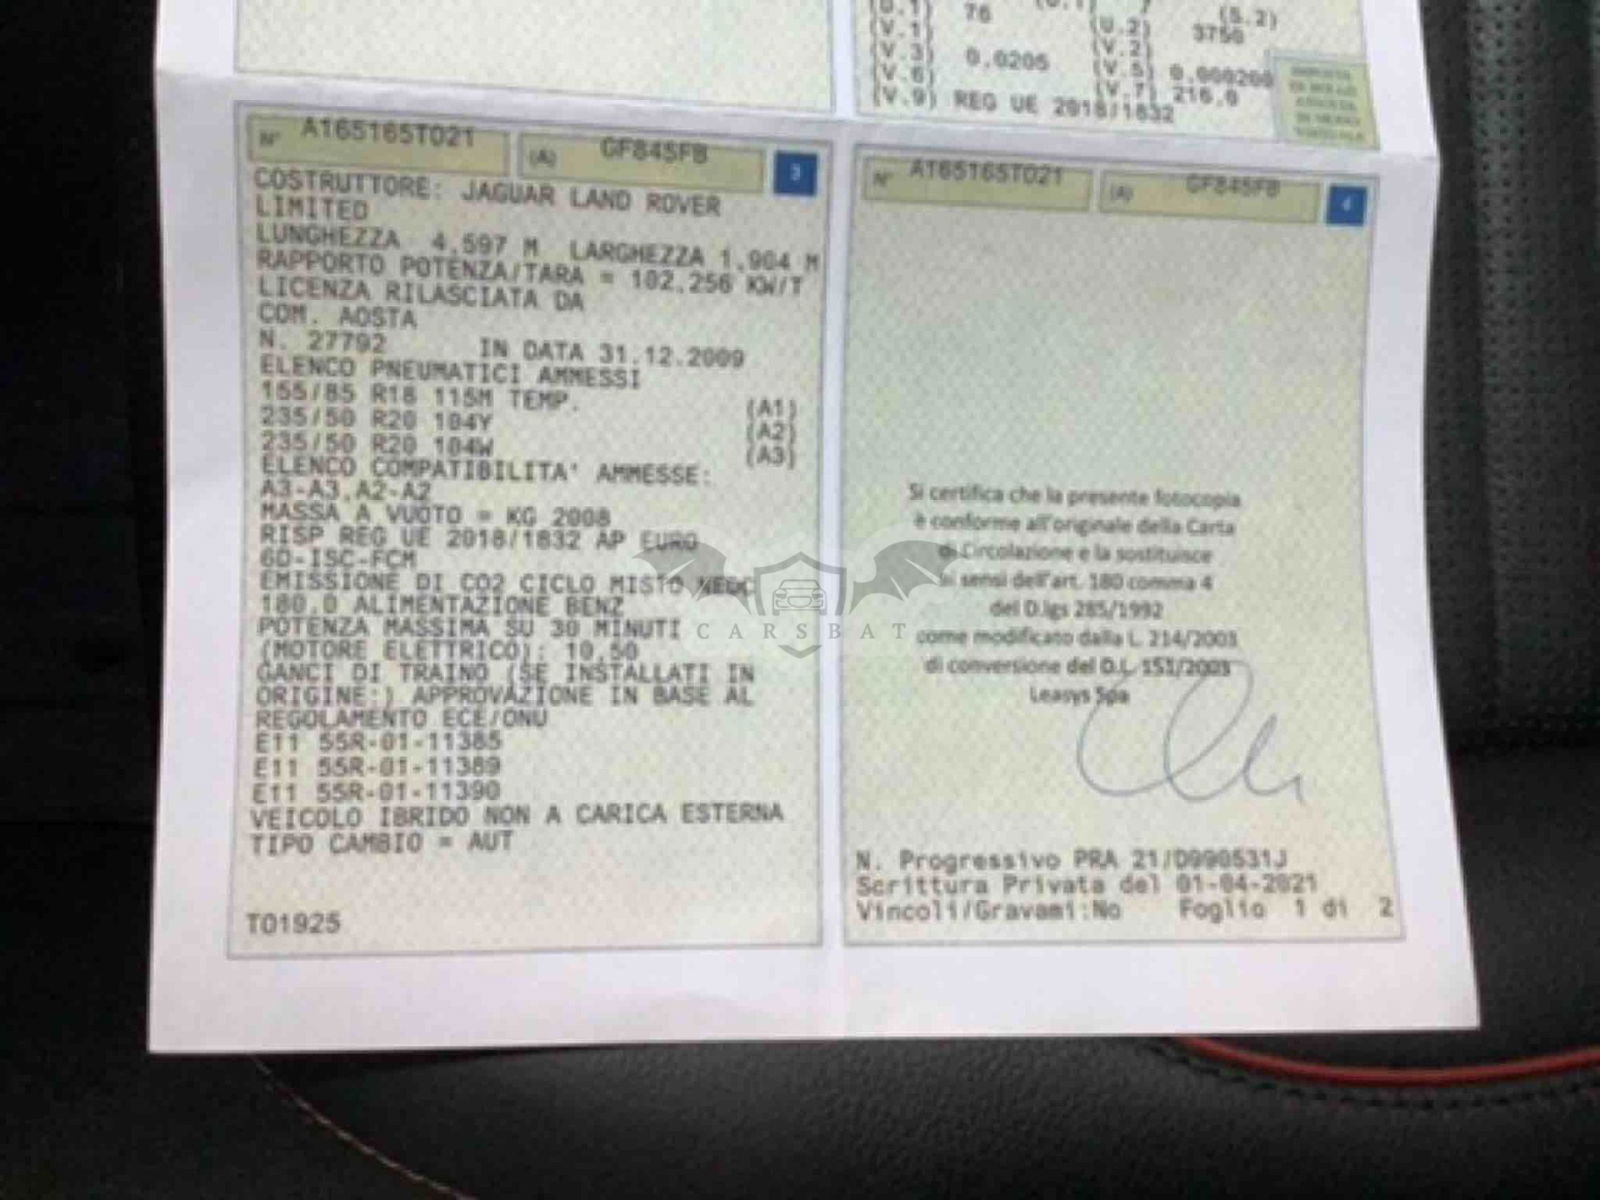 76
7
(S.2)
(V.1)
(U.2) 3750
(V.3) 0.0205
(V.2)
(V.6)
(V.5) 0.000200
(V.7) 216.0
(V.9) REG UE 2018/1832
N° A165165T021
(A) GF845FB
3
COSTRUTTORE: JAGUAR LAND ROVER
LIMITED
LUNGHEZZA 4,597 M LARGHEZZA 1,904 M
RAPPORTO POTENZA/TARA = 102,256 KW/T
LICENZA RILASCIATA DA
COM. AOSTA
N. 27792 IN DATA 31.12.2009
ELENCO PNEUMATICI AMMESSI
155/85 R18 115M TEMP. (A1)
235/50 R20 104Y (A2)
235/50 R20 104W (A3)
ELENCO COMPATIBILITA' AMMESSE:
A3-A3,A2-A2
MASSA A VUOTO = KG 2008
RISP REG UE 2018/1832 AP EURO
6D-ISC-FCM
EMISSIONE DI CO2 CICLO MISTO NEDC
180,0 ALIMENTAZIONE BENZ
POTENZA MASSIMA SU 30 MINUTI
(MOTORE ELETTRICO): 10,50
GANCI DI TRAINO (SE INSTALLATI IN
ORIGINE:) APPROVAZIONE IN BASE AL
REGOLAMENTO ECE/ONU
E11 55R-01-11385
E11 55R-01-11389
E11 55R-01-11390
VEICOLO IBRIDO NON A CARICA ESTERNA
TIPO CAMBIO = AUT
T01925
N° A165165T021
(A) GF845FB
4
Si certifica che la presente fotocopia
è conforme all'originale della Carta
di Circolazione e la sostituisce
ai sensi dell'art. 180 comma 4
del D.lgs 285/1992
come modificato dalla L. 214/2003
di conversione del D.L. 151/2003
Leasys Spa
N. Progressivo PRA 21/D990531J
Scrittura Privata del 01-04-2021
Vincoli/Gravami:No Foglio 1 di 2
CARSBAT